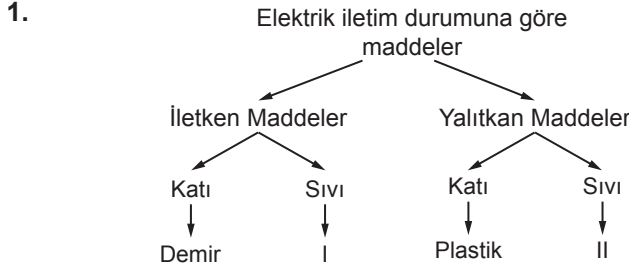 1.
Elektrik iletim durumuna göre
maddeler
İletken Maddeler Yalıtkan Maddeler
Katı Sıvı Katı Sıvı
Demir I Plastik II